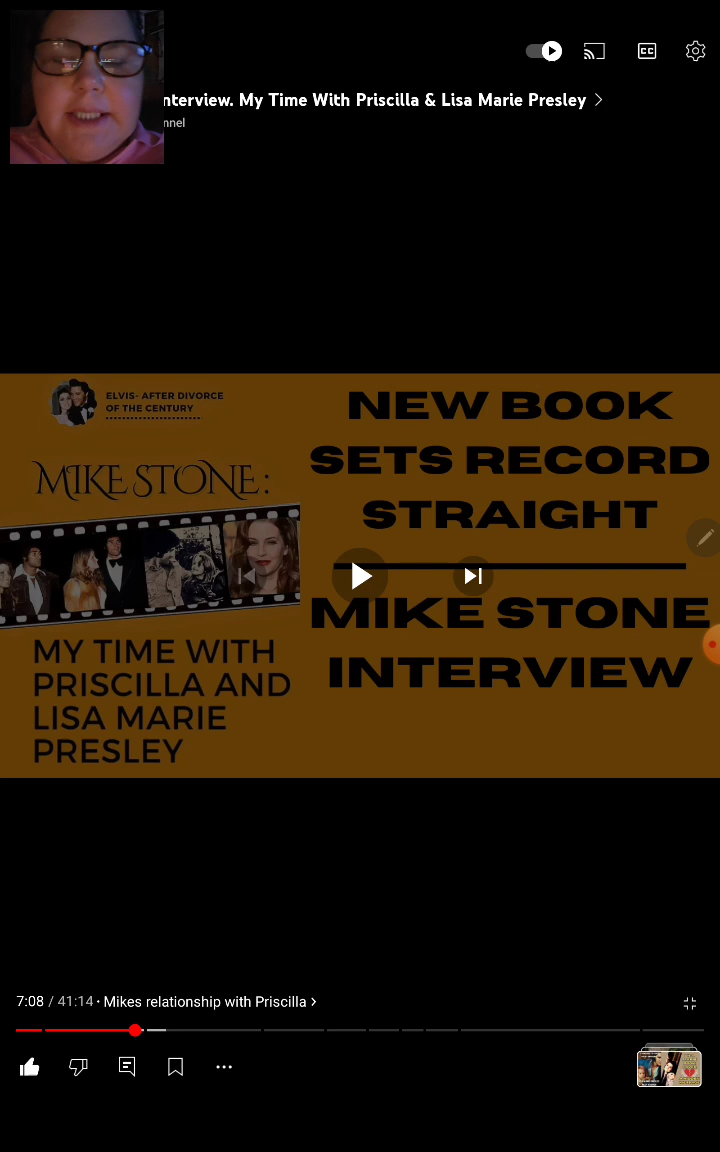 CC
nterview. My Time With Priscilla & Lisa Marie Presley
nnel
ELVIS- AFTER DIVORCE
OF THE CENTURY
MIKE STONE:
MY TIME WITH
PRISCILLA AND
LISA MARIE
PRESLEY
NEW BOOK
SETS RECORD
STRAIGHT
MIKE STONE
INTERVIEW
7:08 / 41:14 · Mikes relationship with Priscilla